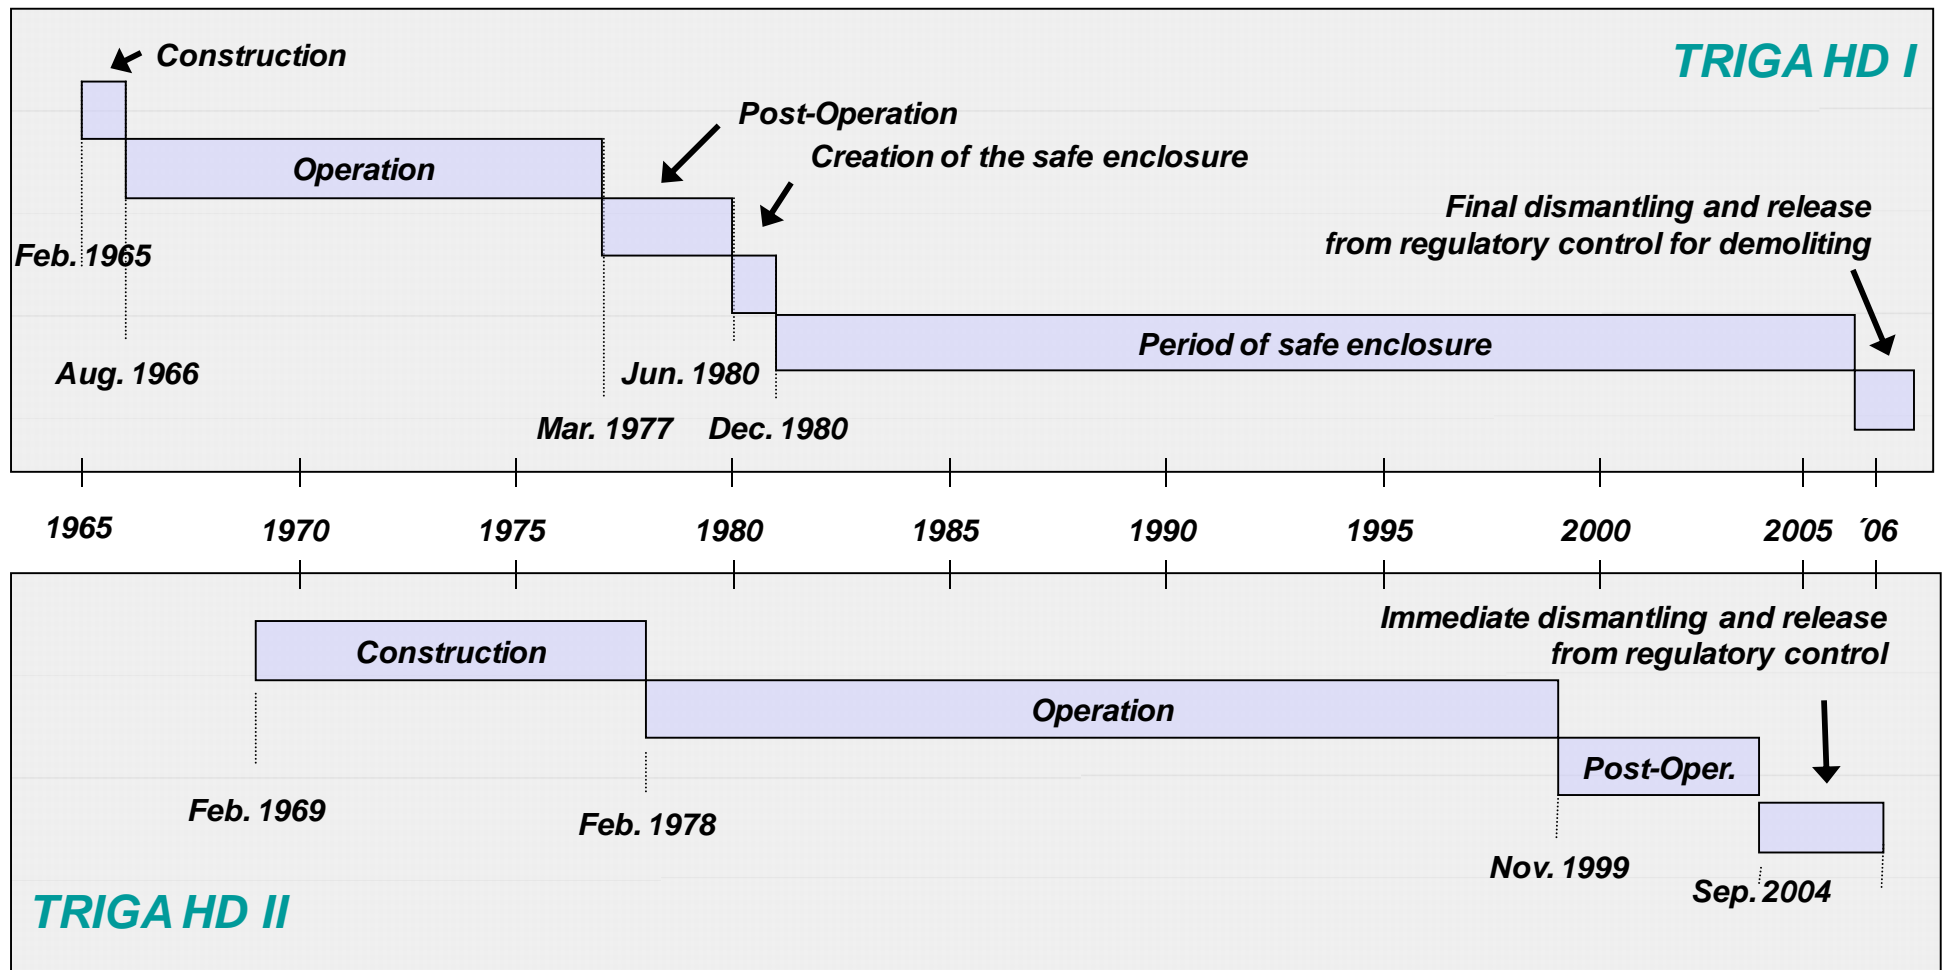 Construction
TRIGA HD I
Post-Operation
Creation of the safe enclosure
Operation
Final dismantling and release
from regulatory control for demoliting
Feb. 1965
Period of safe enclosure
Aug. 1966
Jun. 1980
Mar. 1977
Dec. 1980
1965
1970
1975
1980
1985
1990
1995
2000
2005
´06
Immediate dismantling and release
from regulatory control
Construction
Operation
Post-Oper.
Feb. 1969
Feb. 1978
Nov. 1999
Sep. 2004
TRIGA HD II